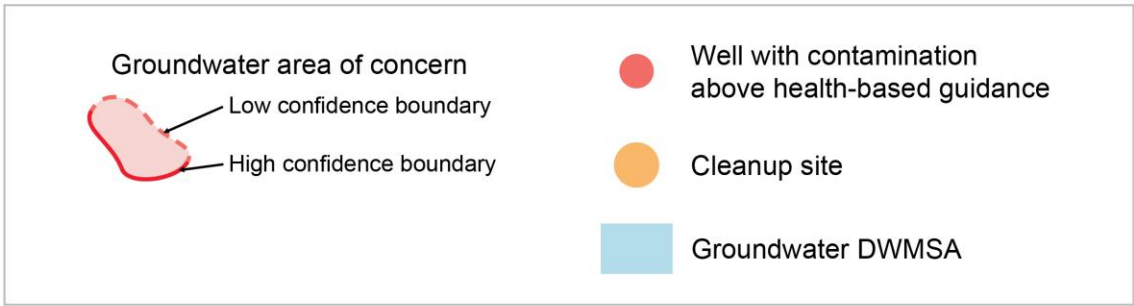 Groundwater area of concern
Low confidence boundary
High confidence boundary
Well with contamination
above health-based guidance
Cleanup site
Groundwater DWMSA